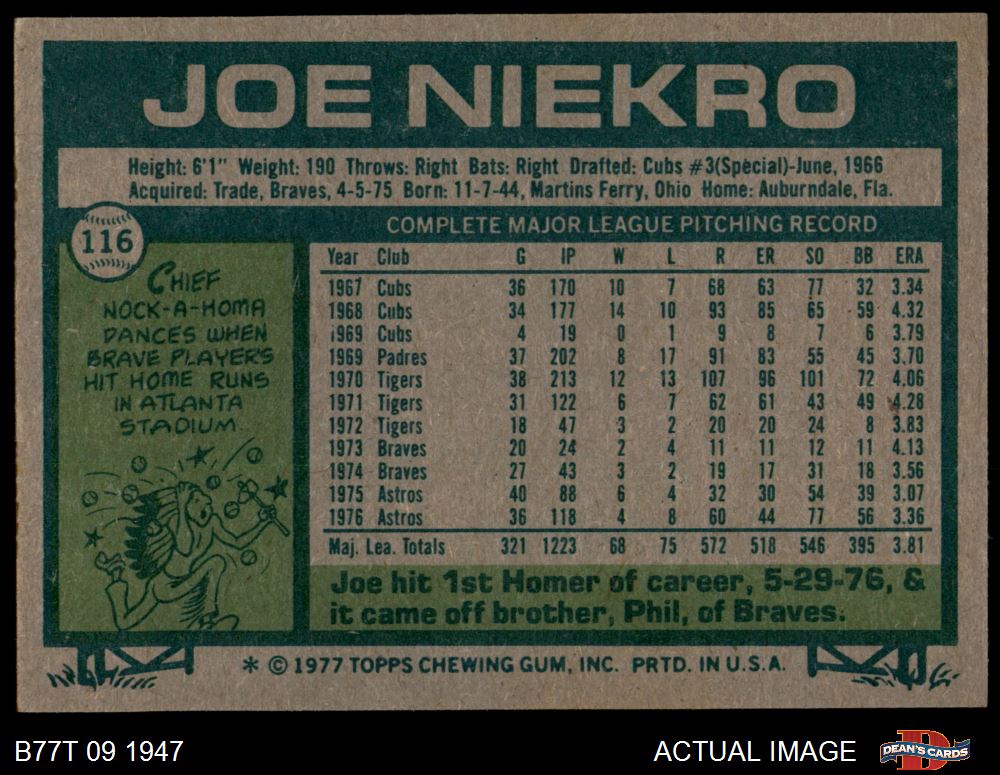 JOE NIEKRO
Height: 6'1" Weight: 190 Throws: Right Bats: Right Drafted: Cubs #3(Special)-June, 1966
Acquired: Trade, Braves, 4-5-75 Born: 11-7-44, Martins Ferry, Ohio Home: Auburndale, Fla.
116
CHIEF
NOCK-A-HOMA
DANCES WHEN
BRAVE PLAYERS
HIT HOME RUNS
IN ATLANTA
STADIUM.
COMPLETE MAJOR LEAGUE PITCHING RECORD
Year Club G IP W L R ER SO BB ERA
1967 Cubs 36 170 10 7 68 63 77 32 3.34
1968 Cubs 34 177 14 10 93 85 65 59 4.32
1969 Cubs 4 19 0 1 9 8 7 6 3.79
1969 Padres 37 202 8 17 91 83 55 45 3.70
1970 Tigers 38 213 12 13 107 96 101 72 4.06
1971 Tigers 31 122 6 7 62 61 43 49 4.28
1972 Tigers 18 47 3 2 20 20 24 8 3.83
1973 Braves 20 24 2 4 11 11 12 11 4.13
1974 Braves 27 43 3 2 19 17 31 18 3.56
1975 Astros 40 88 6 4 32 30 54 39 3.07
1976 Astros 36 118 4 8 60 44 77 56 3.36
Maj. Lea. Totals 321 1223 68 75 572 518 546 395 3.81
Joe hit 1st Homer of career, 5-29-76, &
it came off brother, Phil, of Braves.
* © 1977 TOPPS CHEWING GUM, INC. PRTD. IN U.S.A.
B77T 09 1947
ACTUAL IMAGE
D
DEAN'S CARDS